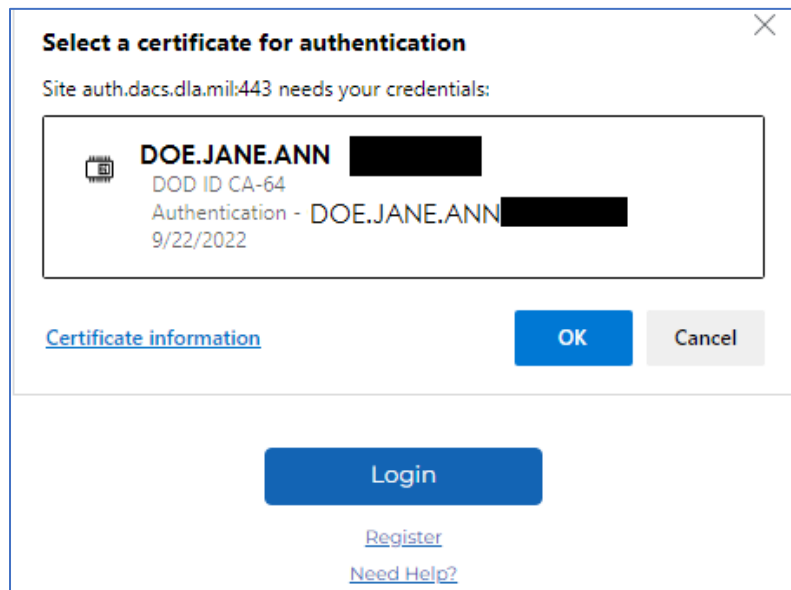 Select a certificate for authentication
Site auth.dacs.dla.mil:443 needs your credentials:
DOE.JANE.ANN
DOD ID CA-64
Authentication - DOE.JANE.ANN
9/22/2022
Certificate information
OK
Cancel
Login
Register
Need Help?